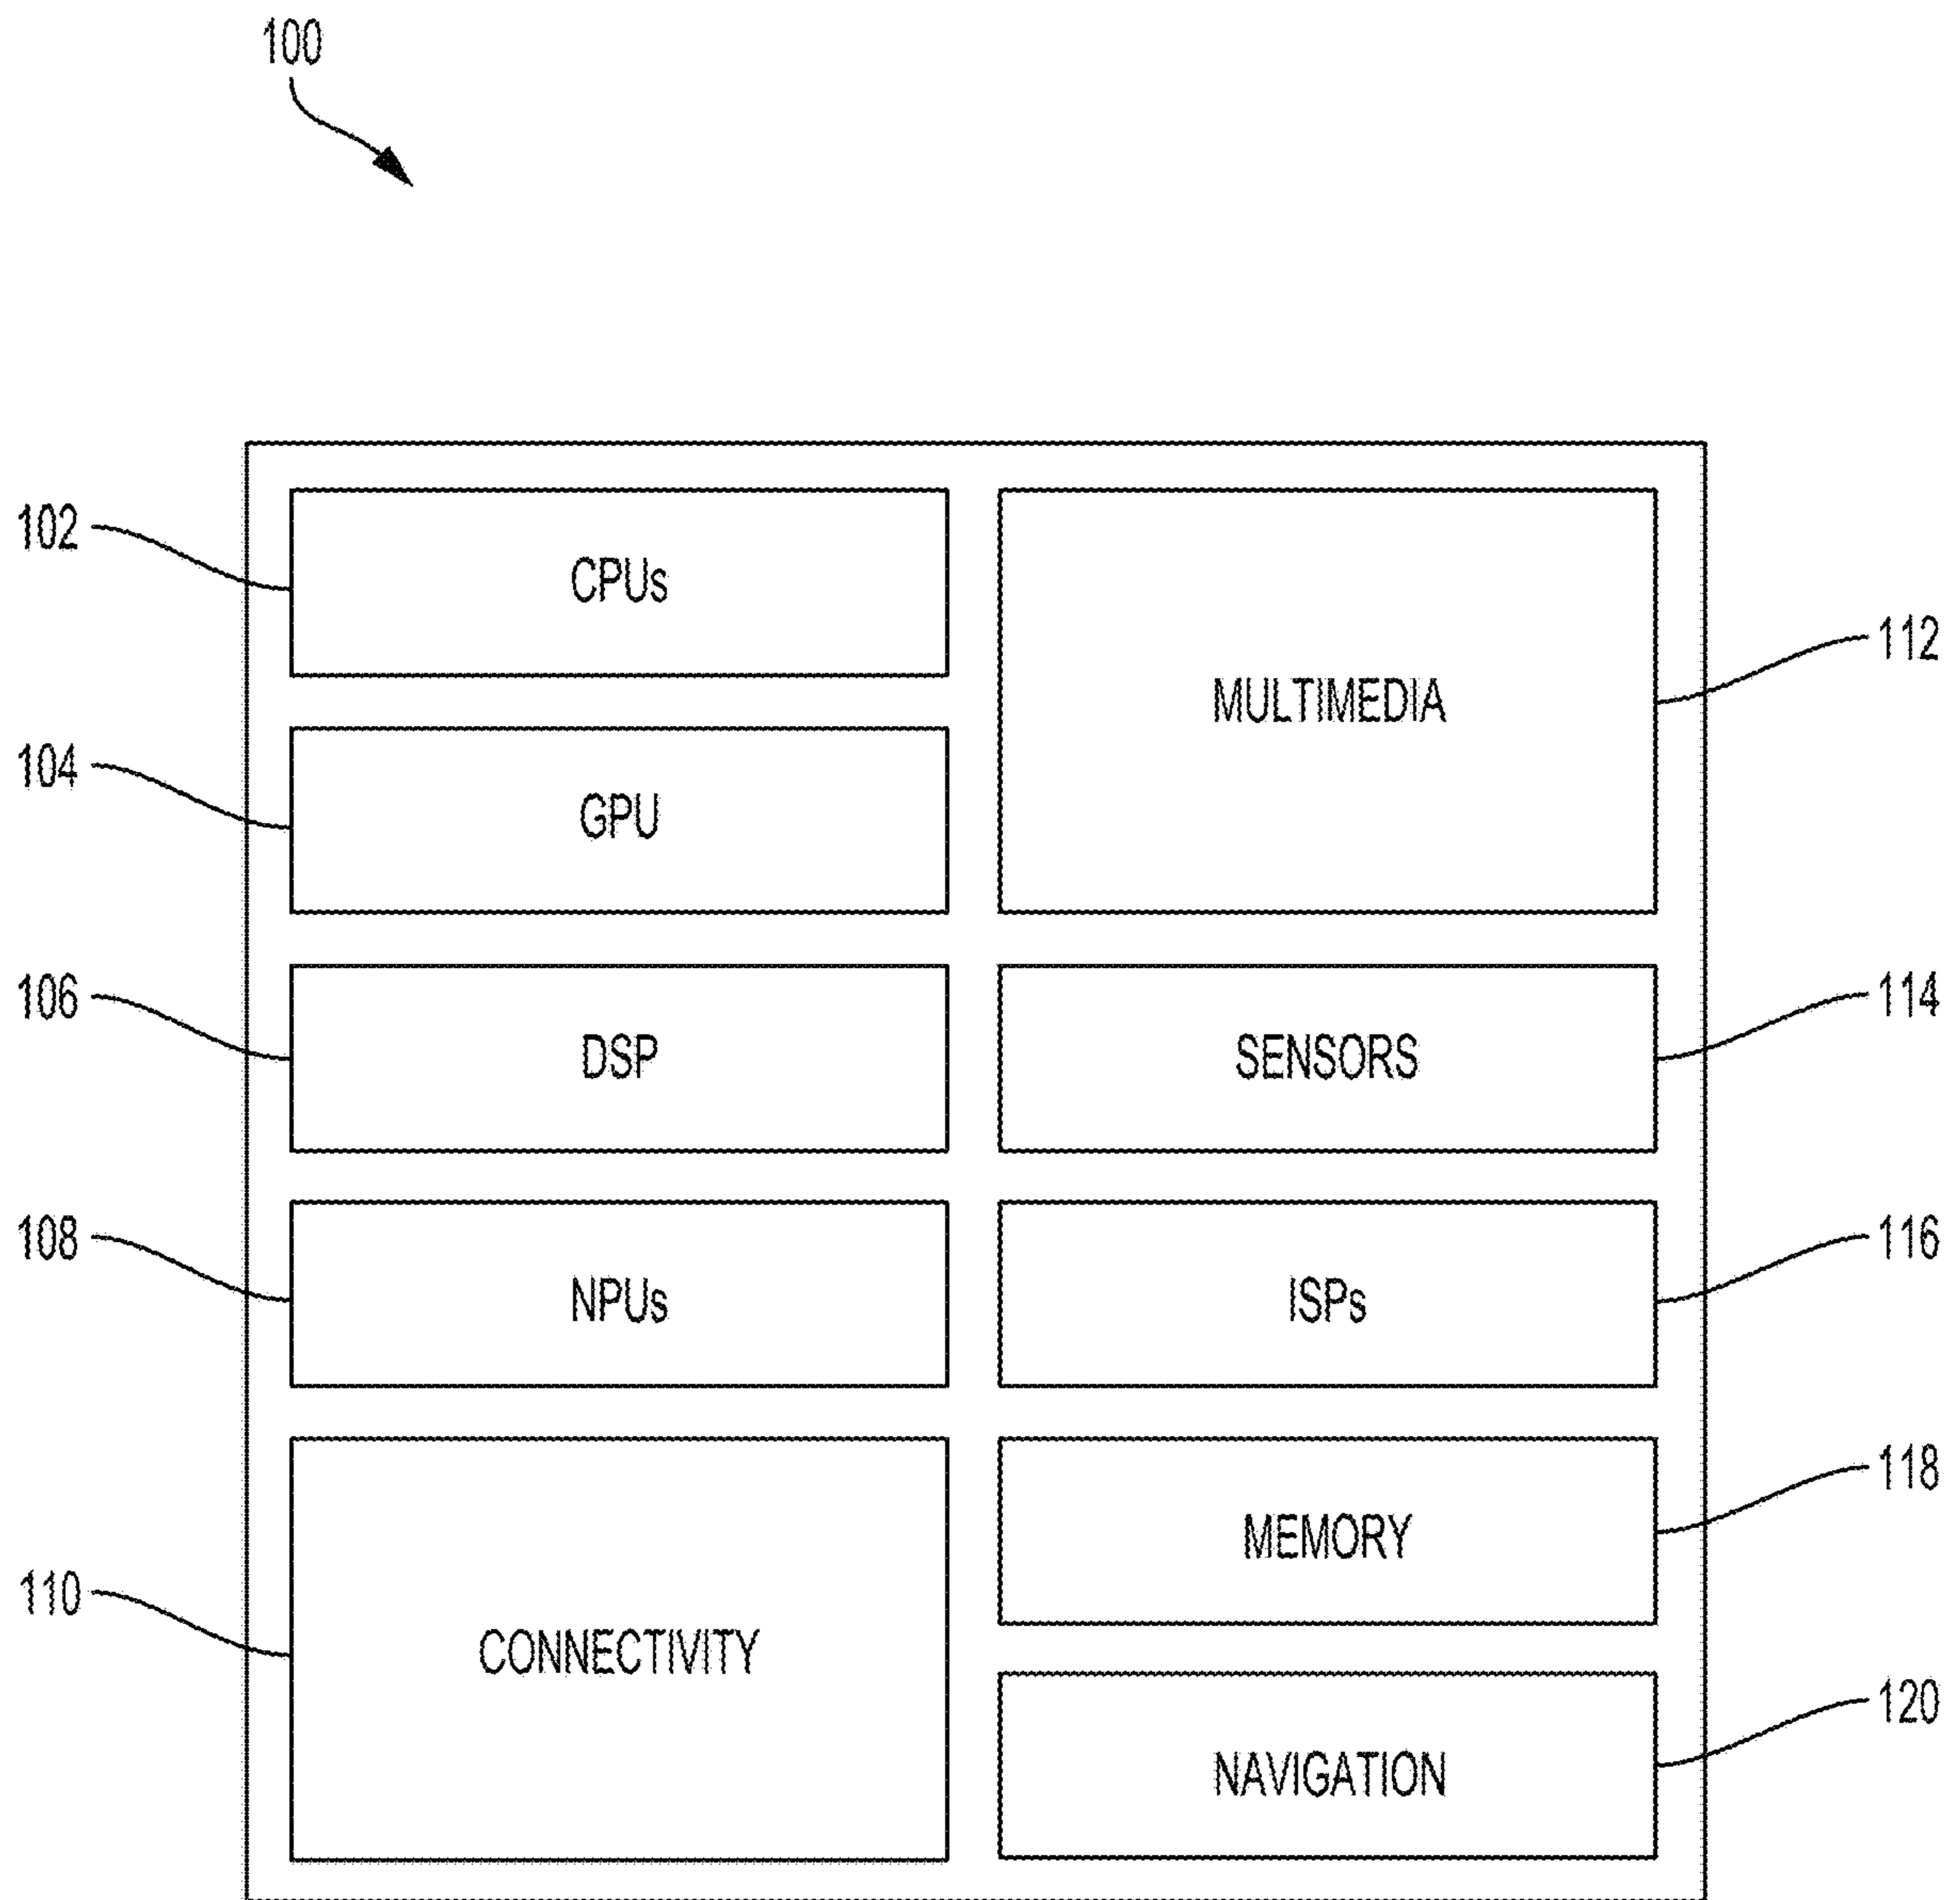 100
102
CPUs
MULTIMEDIA
112
104
GPU
106
DSP
SENSORS
114
108
NPUs
ISPs
116
110
CONNECTIVITY
MEMORY
118
NAVIGATION
120